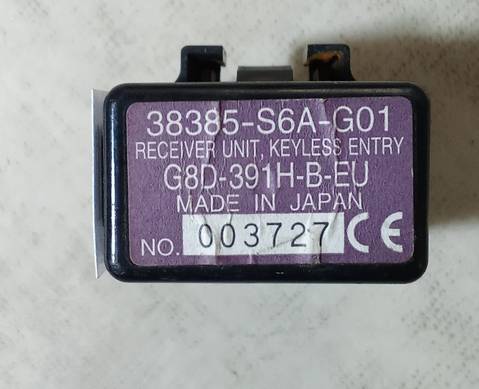 38385-S6A-G01
RECEIVER UNIT, KEYLESS ENTRY
G8D-391H-B-EU
MADE IN JAPAN
NO. 003727 CE